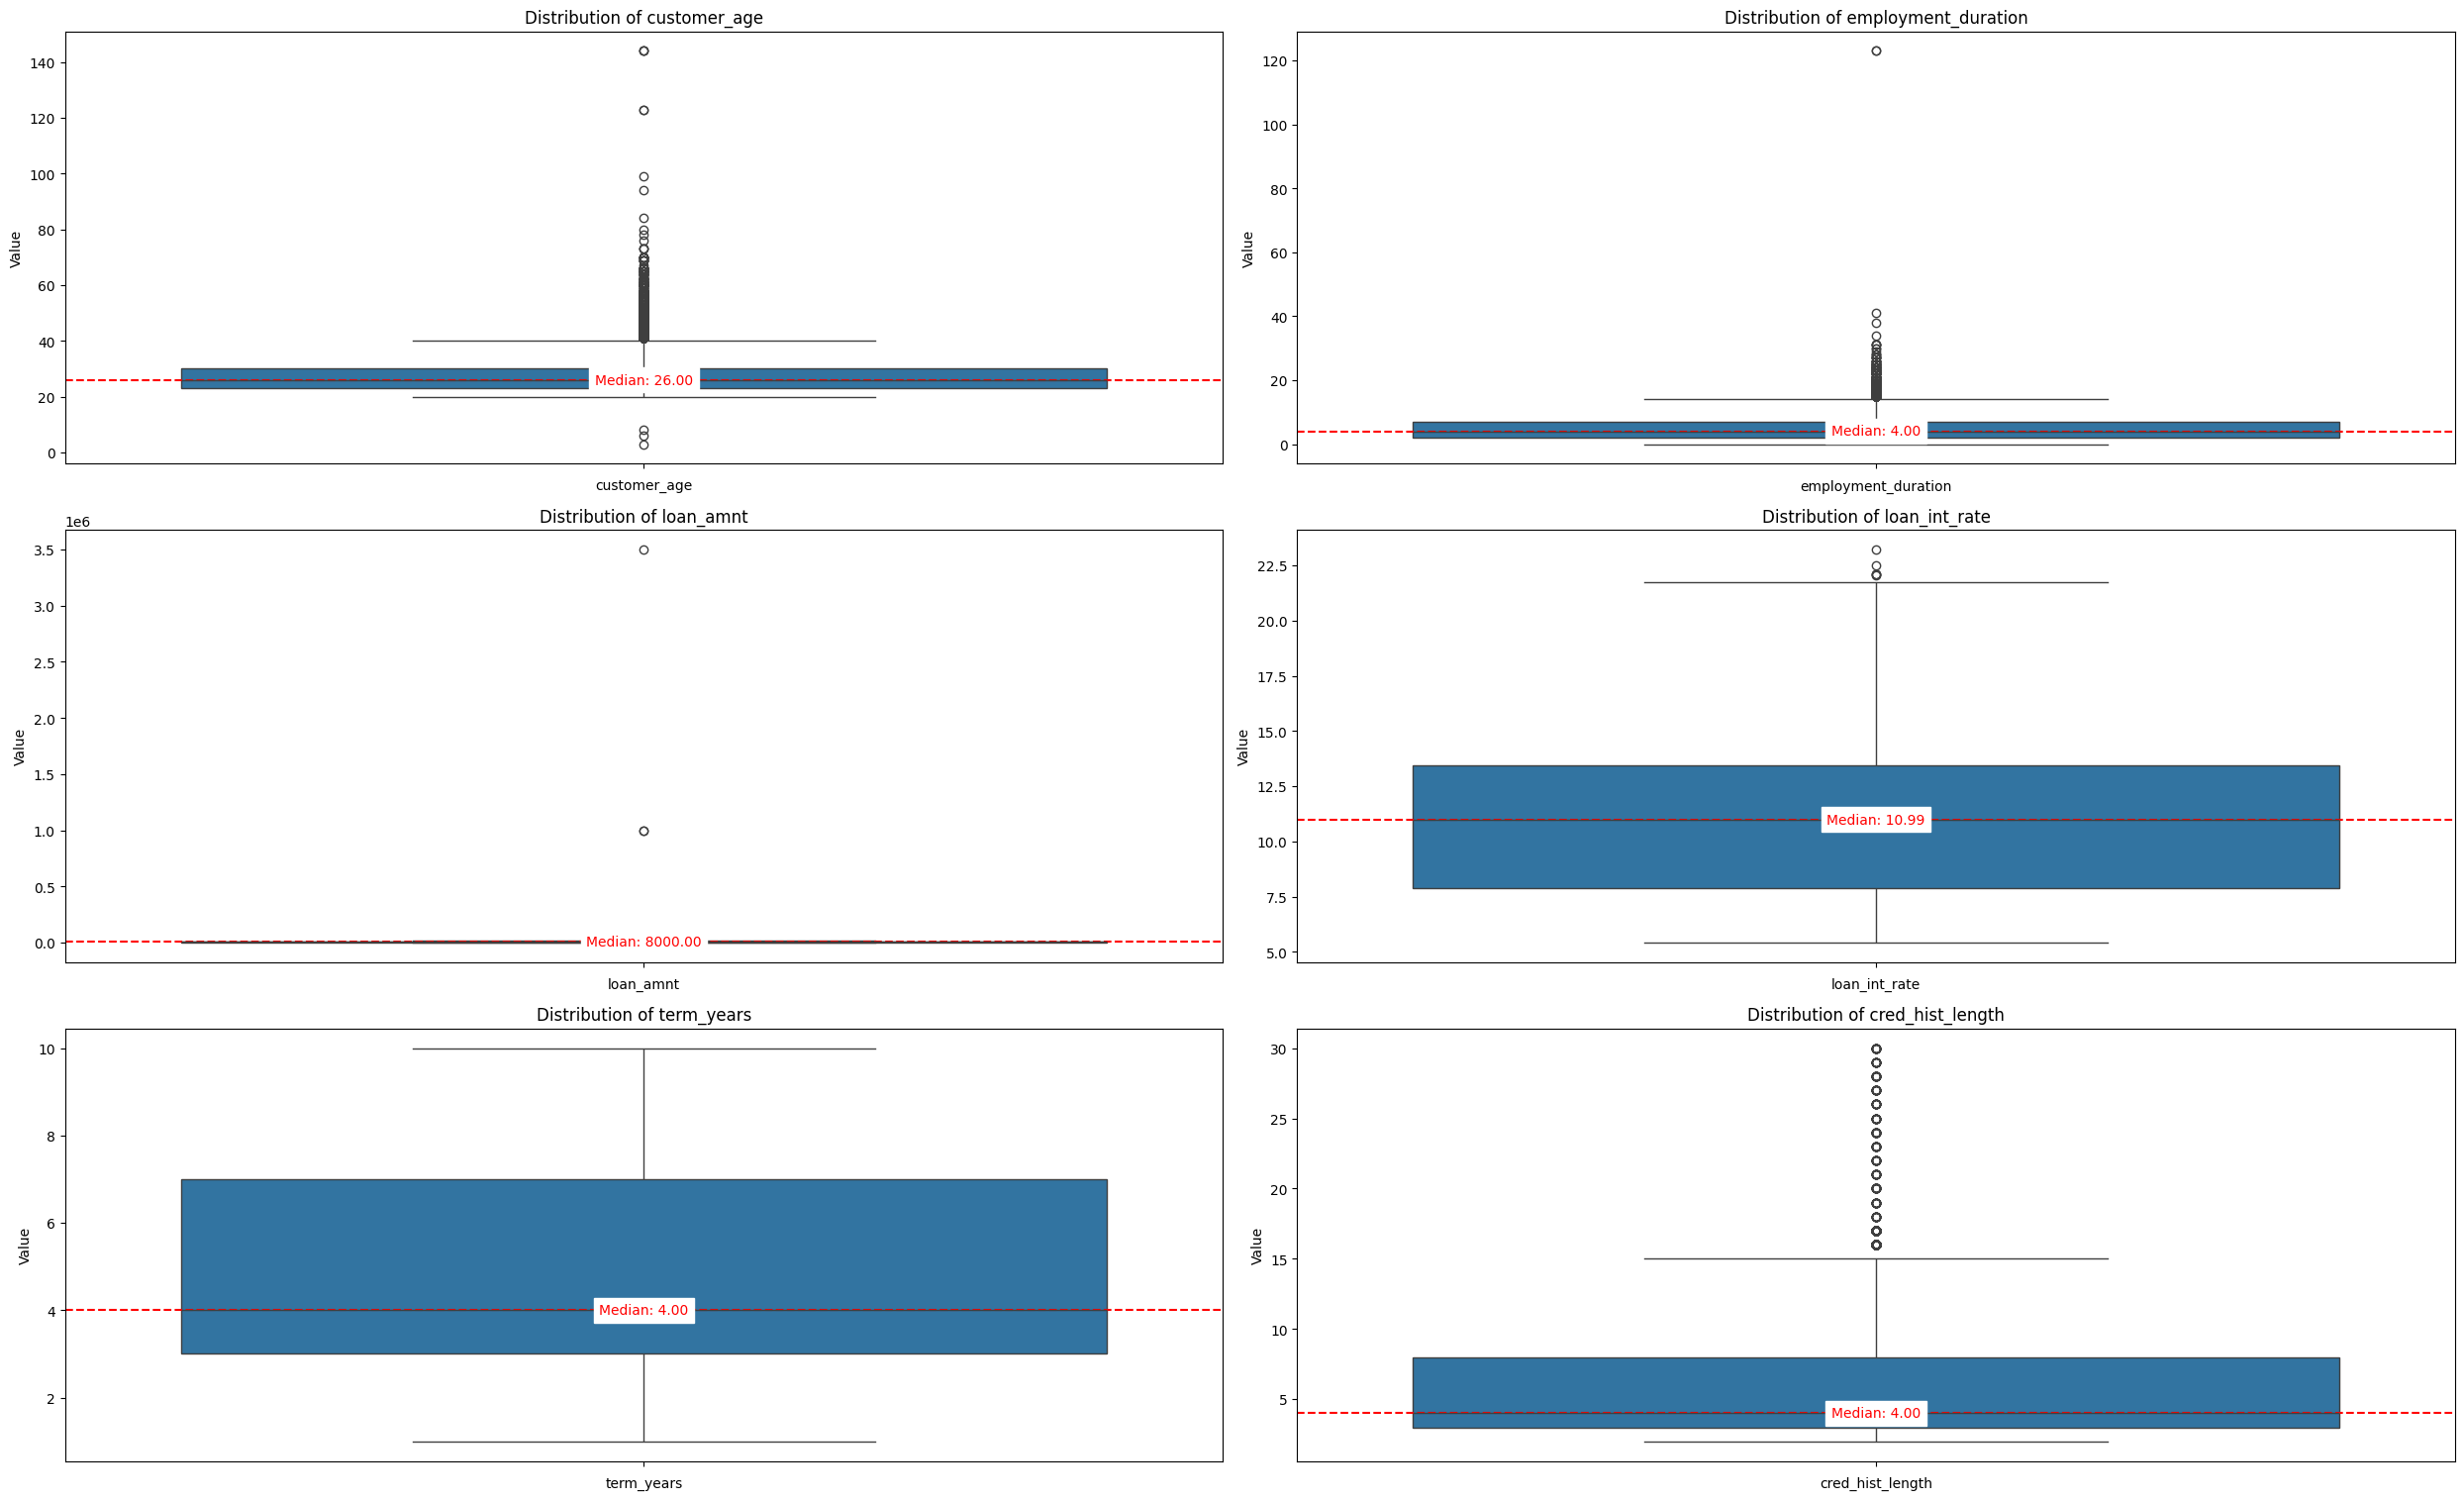 Distribution of customer_age
140
120
100
80
60
40
20
0
Value
Median: 26.00
customer_age
Distribution of employment_duration
120
100
80
60
40
20
0
Value
Median: 4.00
employment_duration
Distribution of loan_amnt
1e6
3.5
3.0
2.5
2.0
1.5
1.0
0.5
0.0
Value
Median: 8000.00
loan_amnt
Distribution of loan_int_rate
22.5
20.0
17.5
15.0
12.5
10.0
7.5
5.0
Value
Median: 10.99
loan_int_rate
Distribution of term_years
10
8
6
4
2
Value
Median: 4.00
term_years
Distribution of cred_hist_length
30
25
20
15
10
5
Value
Median: 4.00
cred_hist_length